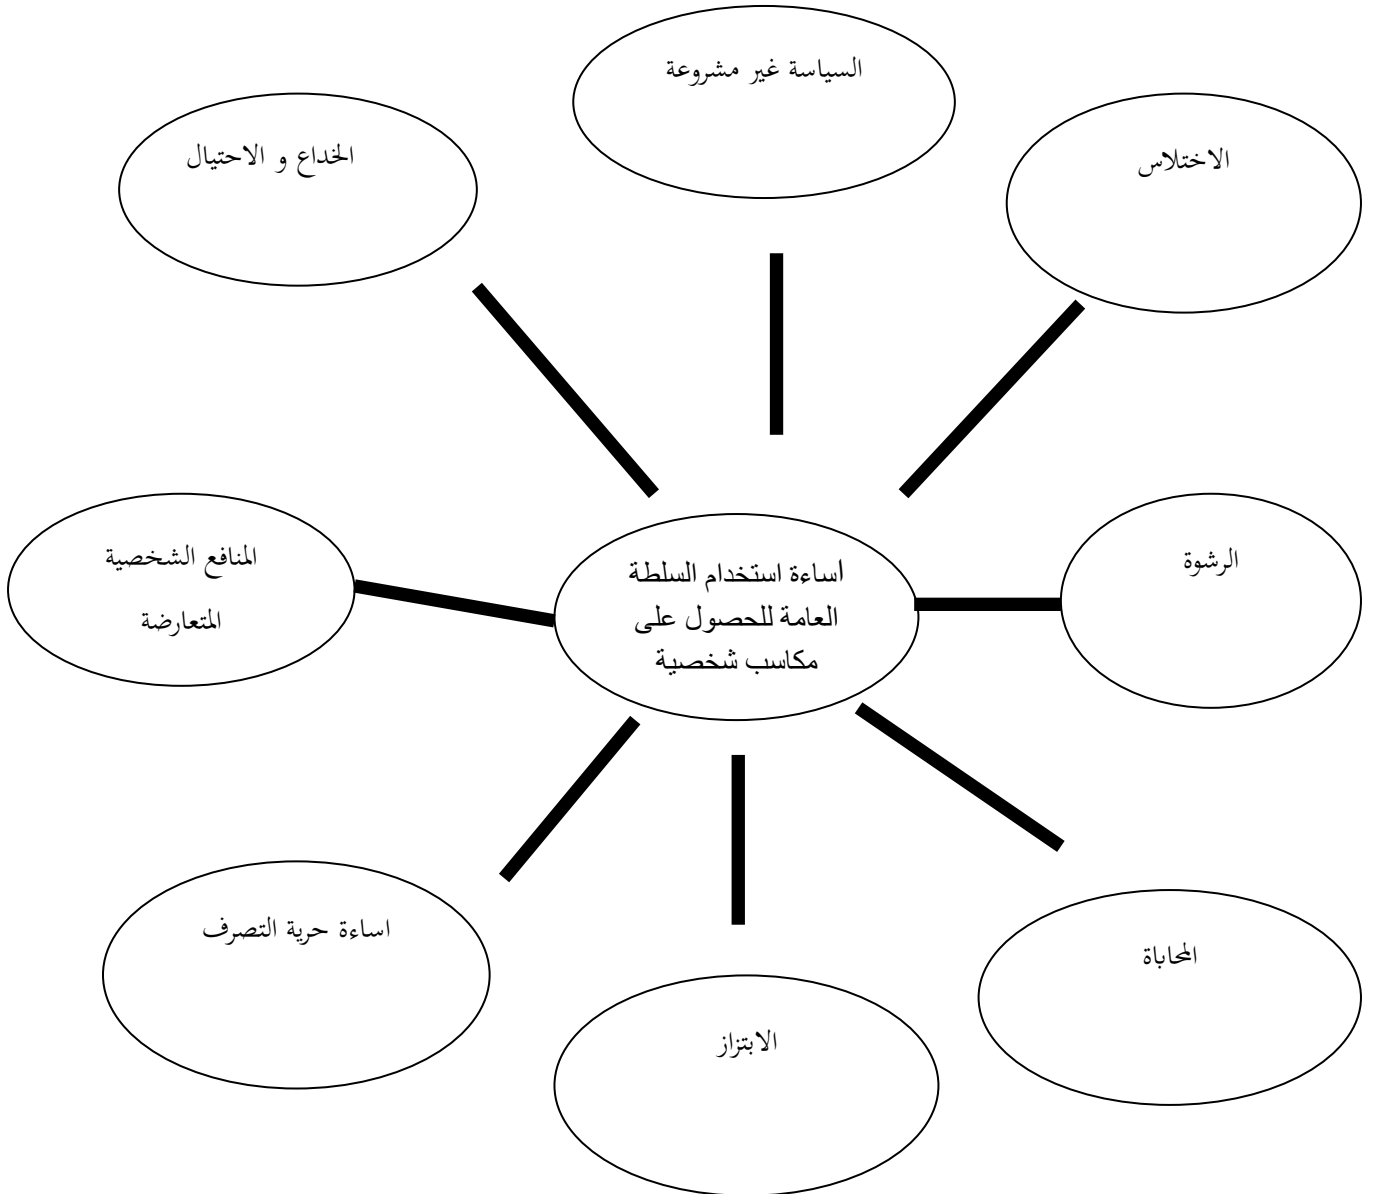 السياسة غير مشروعة
الاختلاس
الخداع و الاحتيال
الرشوة
اساءة استخدام السلطة
العامة للحصول على
مكاسب شخصية
المنافع الشخصية
المتعارضة
المحاباة
الابتزاز
اساءة حرية التصرف